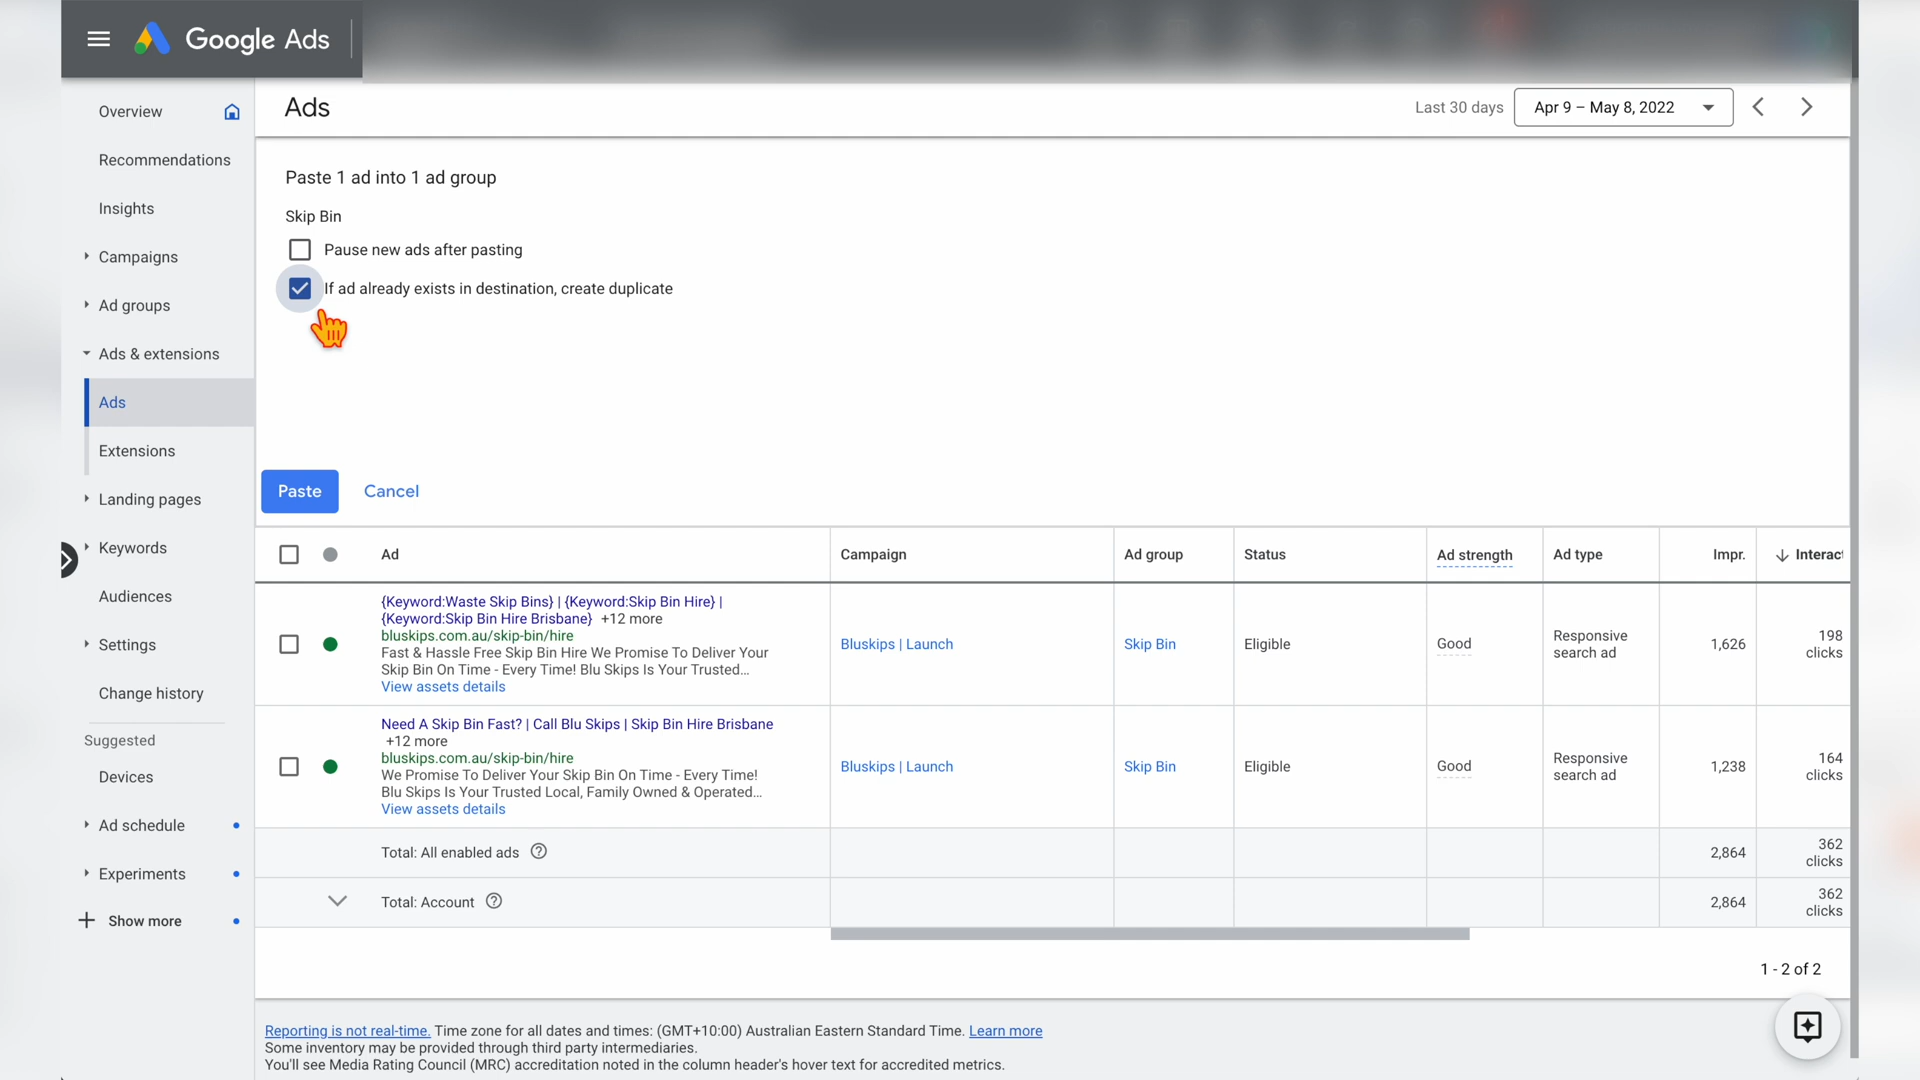 Google Ads
Overview
Recommendations
Insights
Campaigns
Ad groups
Ads & extensions
Ads
Extensions
Landing pages
Keywords
Audiences
Settings
Change history
Suggested
Devices
Ad schedule
Experiments
Show more
Ads
Last 30 days
Apr 9 – May 8, 2022
Paste 1 ad into 1 ad group
Skip Bin
Pause new ads after pasting
If ad already exists in destination, create duplicate
Paste
Cancel
Ad
Campaign
Ad group
Status
Ad strength
Ad type
Impr.
Interact
{Keyword:Waste Skip Bins} | {Keyword:Skip Bin Hire} |
{Keyword:Skip Bin Hire Brisbane} +12 more
bluskips.com.au/skip-bin/hire
Fast & Hassle Free Skip Bin Hire We Promise To Deliver Your
Skip Bin On Time - Every Time! Blu Skips Is Your Trusted...
View assets details
Bluskips | Launch
Skip Bin
Eligible
Good
Responsive
search ad
1,626
198
clicks
Need A Skip Bin Fast? | Call Blu Skips | Skip Bin Hire Brisbane
+12 more
bluskips.com.au/skip-bin/hire
We Promise To Deliver Your Skip Bin On Time - Every Time!
Blu Skips Is Your Trusted Local, Family Owned & Operated...
View assets details
Bluskips | Launch
Skip Bin
Eligible
Good
Responsive
search ad
1,238
164
clicks
Total: All enabled ads
2,864
362
clicks
Total: Account
2,864
362
clicks
1 - 2 of 2
Reporting is not real-time. Time zone for all dates and times: (GMT+10:00) Australian Eastern Standard Time. Learn more
Some inventory may be provided through third party intermediaries.
You'll see Media Rating Council (MRC) accreditation noted in the column header's hover text for accredited metrics.